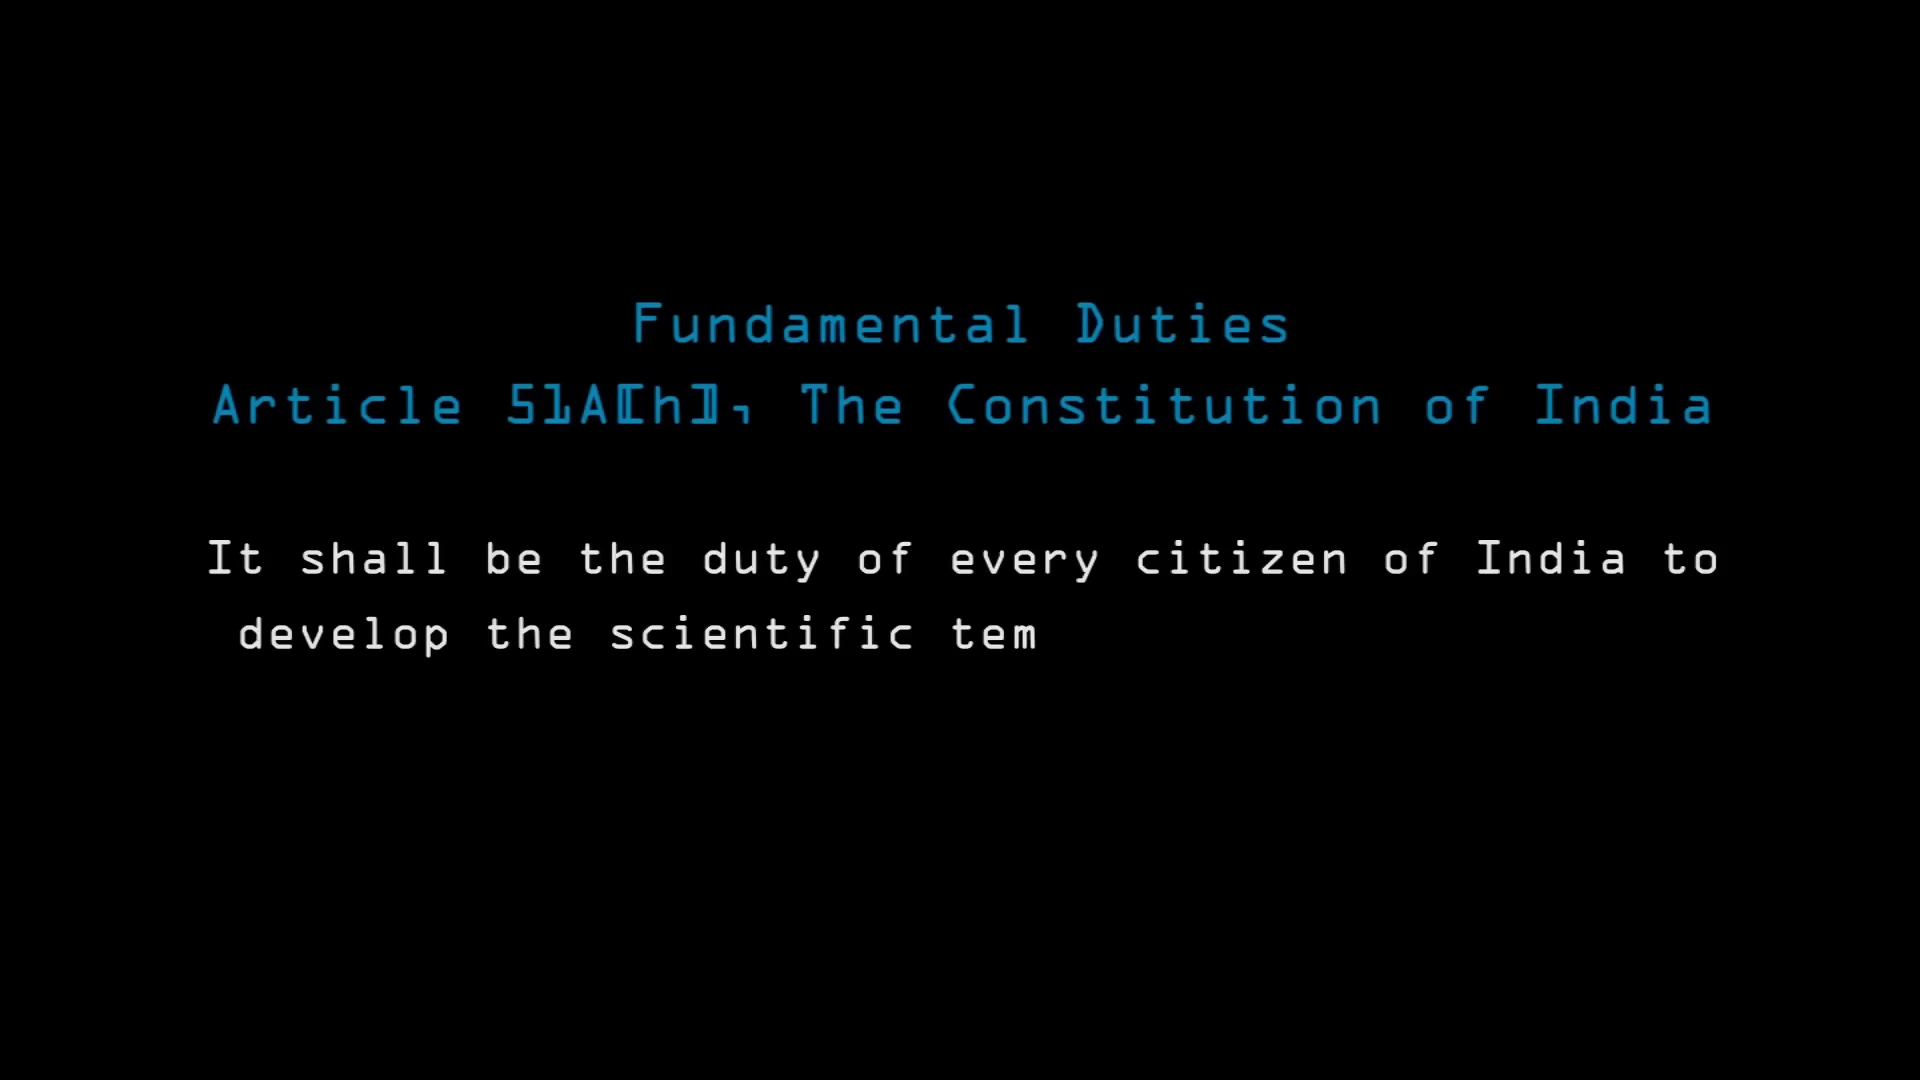 Fundamental Duties
Article 51A[h], The Constitution of India
It shall be the duty of every citizen of India to
develop the scientific tem